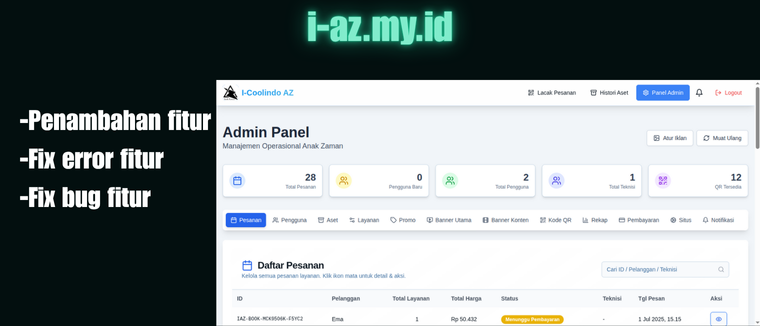 i-az.my.id
-Penambahan fitur
-Fix error fitur
-Fix bug fitur
I-Coolindo AZ
Lacak Pesanan
Histori Aset
Panel Admin
Logout
Admin Panel
Manajemen Operasional Anak Zaman
Atur Iklan
Muat Ulang
28
Total Pesanan
0
Pengguna Baru
2
Total Pengguna
1
Total Teknisi
12
QR Tersedia
Pesanan
Pengguna
Aset
Layanan
Promo
Banner Utama
Banner Konten
Kode QR
Rekap
Pembayaran
Situs
Notifikasi
Daftar Pesanan
Kelola semua pesanan layanan. Klik ikon mata untuk detail & aksi.
Cari ID / Pelanggan / Teknisi
ID Pelanggan Total Layanan Total Harga Status Teknisi Tgl Pesan Aksi
IAZ-BOOK-MCK9506K-FSYC2 Ema 1 Rp 50.432 Menunggu Pembayaran - 1 Jul 2025, 15.15